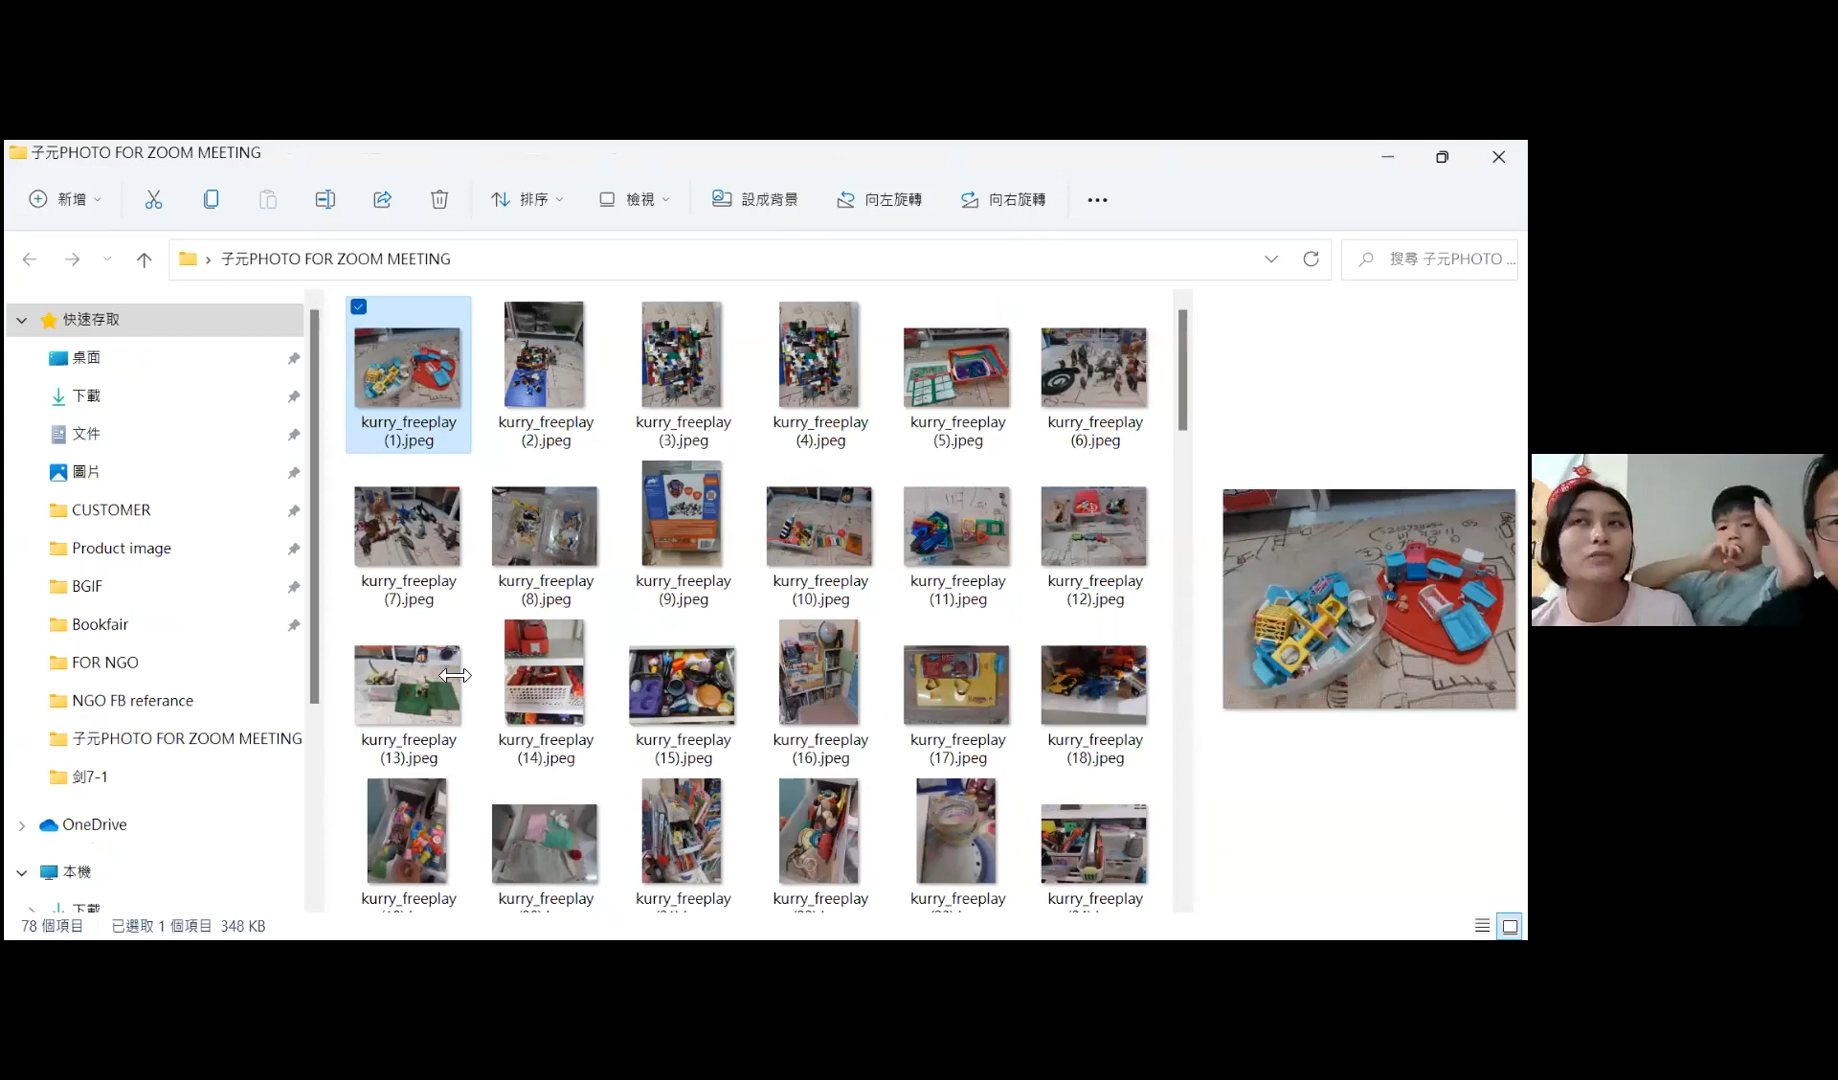 子元PHOTO FOR ZOOM MEETING
新增
排序
檢視
設成背景
向左旋轉
向右旋轉
子元PHOTO FOR ZOOM MEETING
搜尋 子元PHOTO ...
快速存取
桌面
下載
文件
圖片
CUSTOMER
Product image
BGIF
Bookfair
FOR NGO
NGO FB referance
子元PHOTO FOR ZOOM MEETING
剑7-1
OneDrive
本機
下載
kurry_freeplay
(1).jpeg
kurry_freeplay
(2).jpeg
kurry_freeplay
(3).jpeg
kurry_freeplay
(4).jpeg
kurry_freeplay
(5).jpeg
kurry_freeplay
(6).jpeg
kurry_freeplay
(7).jpeg
kurry_freeplay
(8).jpeg
kurry_freeplay
(9).jpeg
kurry_freeplay
(10).jpeg
kurry_freeplay
(11).jpeg
kurry_freeplay
(12).jpeg
kurry_freeplay
(13).jpeg
kurry_freeplay
(14).jpeg
kurry_freeplay
(15).jpeg
kurry_freeplay
(16).jpeg
kurry_freeplay
(17).jpeg
kurry_freeplay
(18).jpeg
kurry_freeplay
kurry_freeplay
kurry_freeplay
kurry_freeplay
kurry_freeplay
kurry_freeplay
78 個項目
已選取 1 個項目 348 KB